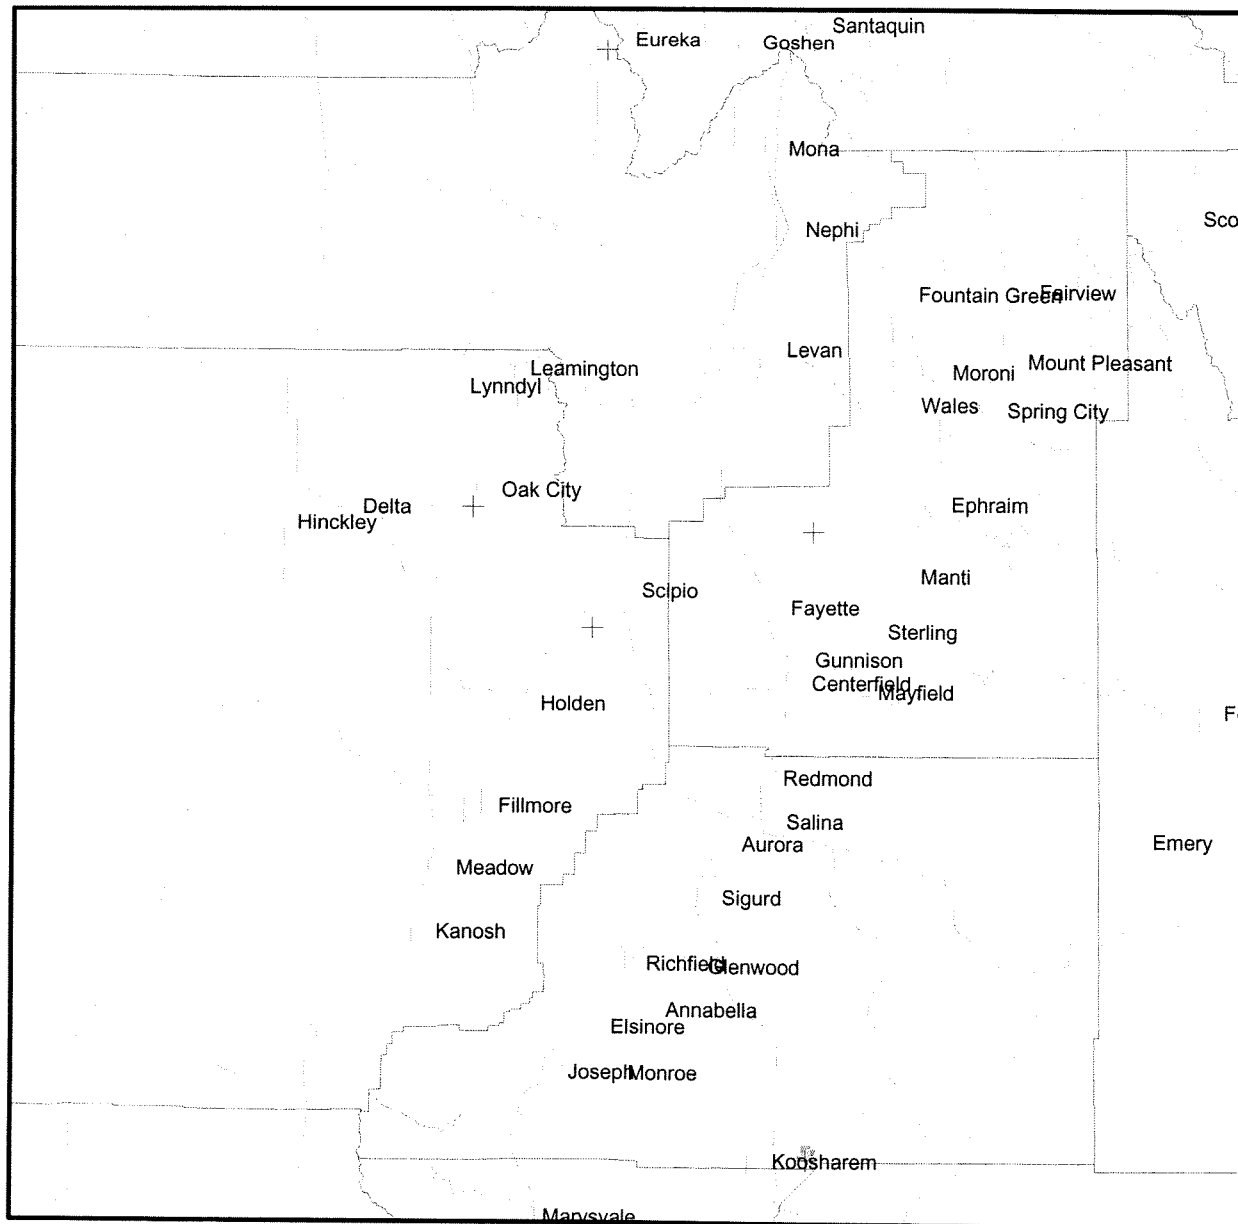 Santaquin
Eureka
Goshen
Mona
Nephi
Sco
Fountain Green
Fairview
Levan
Mount Pleasant
Leamington
Moroni
Lynndyl
Wales
Spring City
Oak City
Delta
Ephraim
Hinckley
Manti
Scipio
Fayette
Sterling
Gunnison
Centerfield
Mayfield
Holden
Fe
Redmond
Fillmore
Salina
Aurora
Emery
Meadow
Sigurd
Kanosh
Richfield
Glenwood
Annabella
Elsinore
Joseph
Monroe
Koosharem
Marysvale